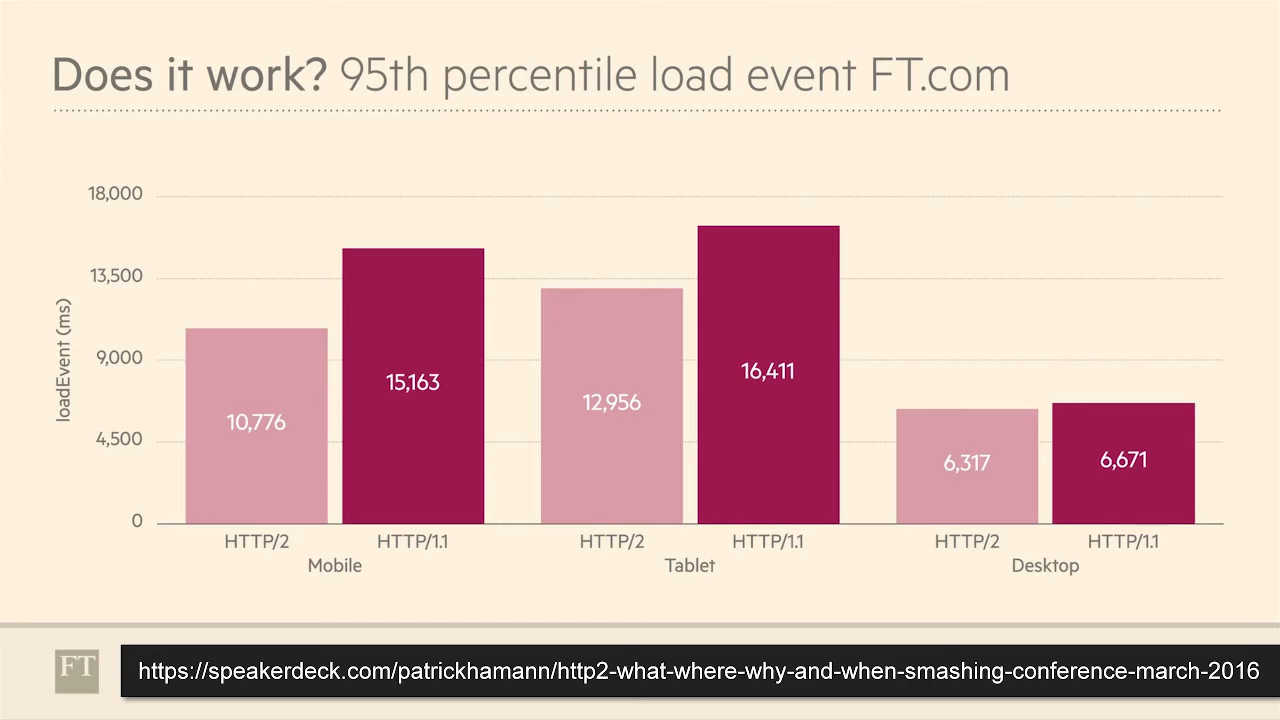 Does it work? 95th percentile load event FT.com
18,000
13,500
9,000
4,500
0
loadEvent (ms)
10,776
15,163
12,956
16,411
6,317
6,671
HTTP/2 HTTP/1.1 HTTP/2 HTTP/1.1 HTTP/2 HTTP/1.1
Mobile Tablet Desktop
FT
https://speakerdeck.com/patrickhamann/http2-what-where-why-and-when-smashing-conference-march-2016